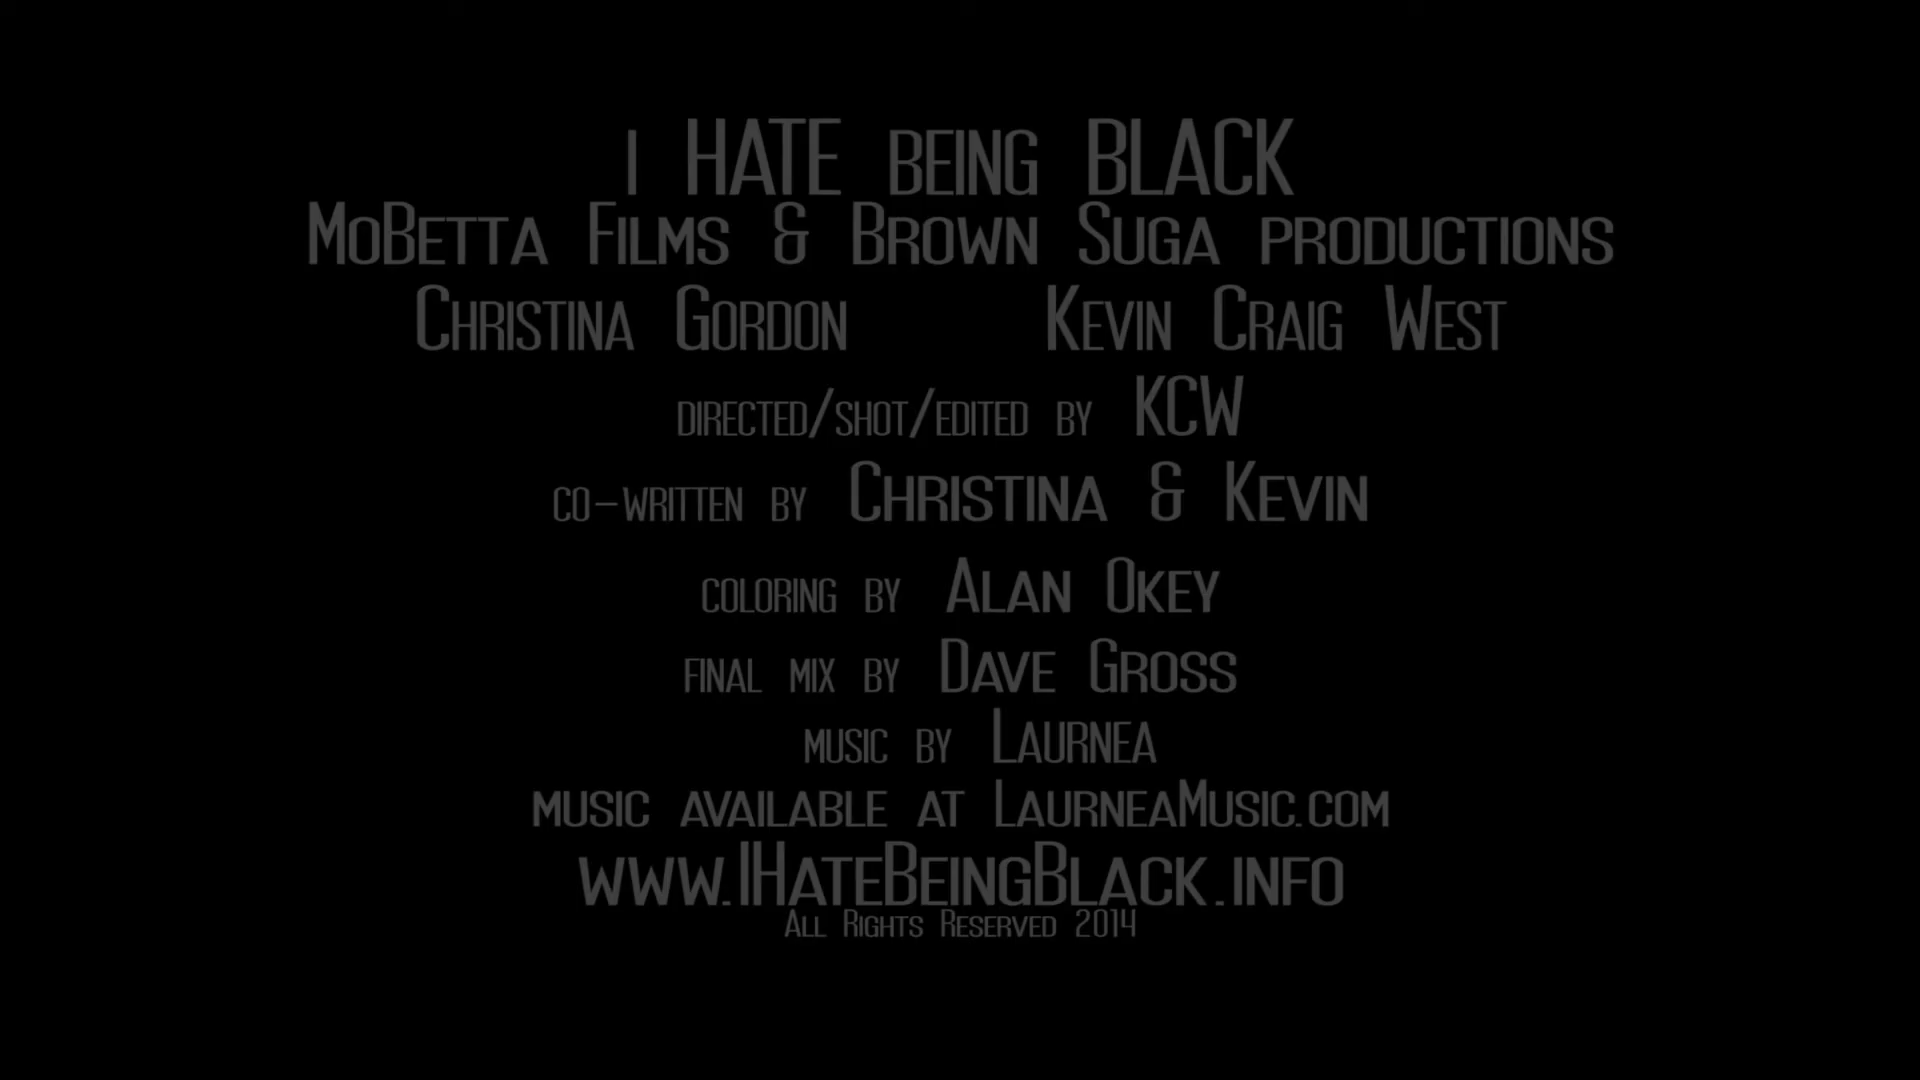 I HATE BEING BLACK
MoBetta Films & Brown Suga productions
Christina Gordon Kevin Craig West
directed/shot/edited by KCW
co-written by Christina & Kevin
coloring by Alan Okey
final mix by Dave Gross
music by Laurnea
music available at LaurneaMusic.com
www.IHateBeingBlack.info
All Rights Reserved 2014